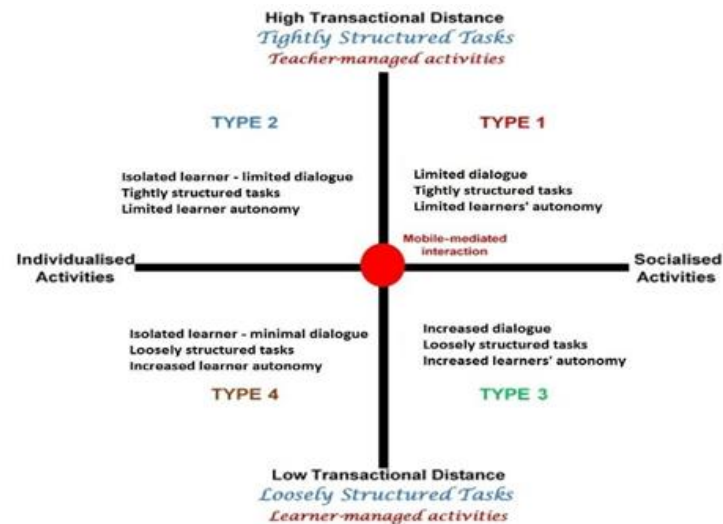 High Transactional Distance
Tightly Structured Tasks
Teacher-managed activities
TYPE 2
TYPE 1
Isolated learner - limited dialogue
Tightly structured tasks
Limited learner autonomy
Limited dialogue
Tightly structured tasks
Limited learners' autonomy
Mobile-mediated
interaction
Individualised
Activities
Socialised
Activities
Isolated learner - minimal dialogue
Loosely structured tasks
Increased learner autonomy
Increased dialogue
Loosely structured tasks
Increased learners' autonomy
TYPE 4
TYPE 3
Low Transactional Distance
Loosely Structured Tasks
Learner-managed activities